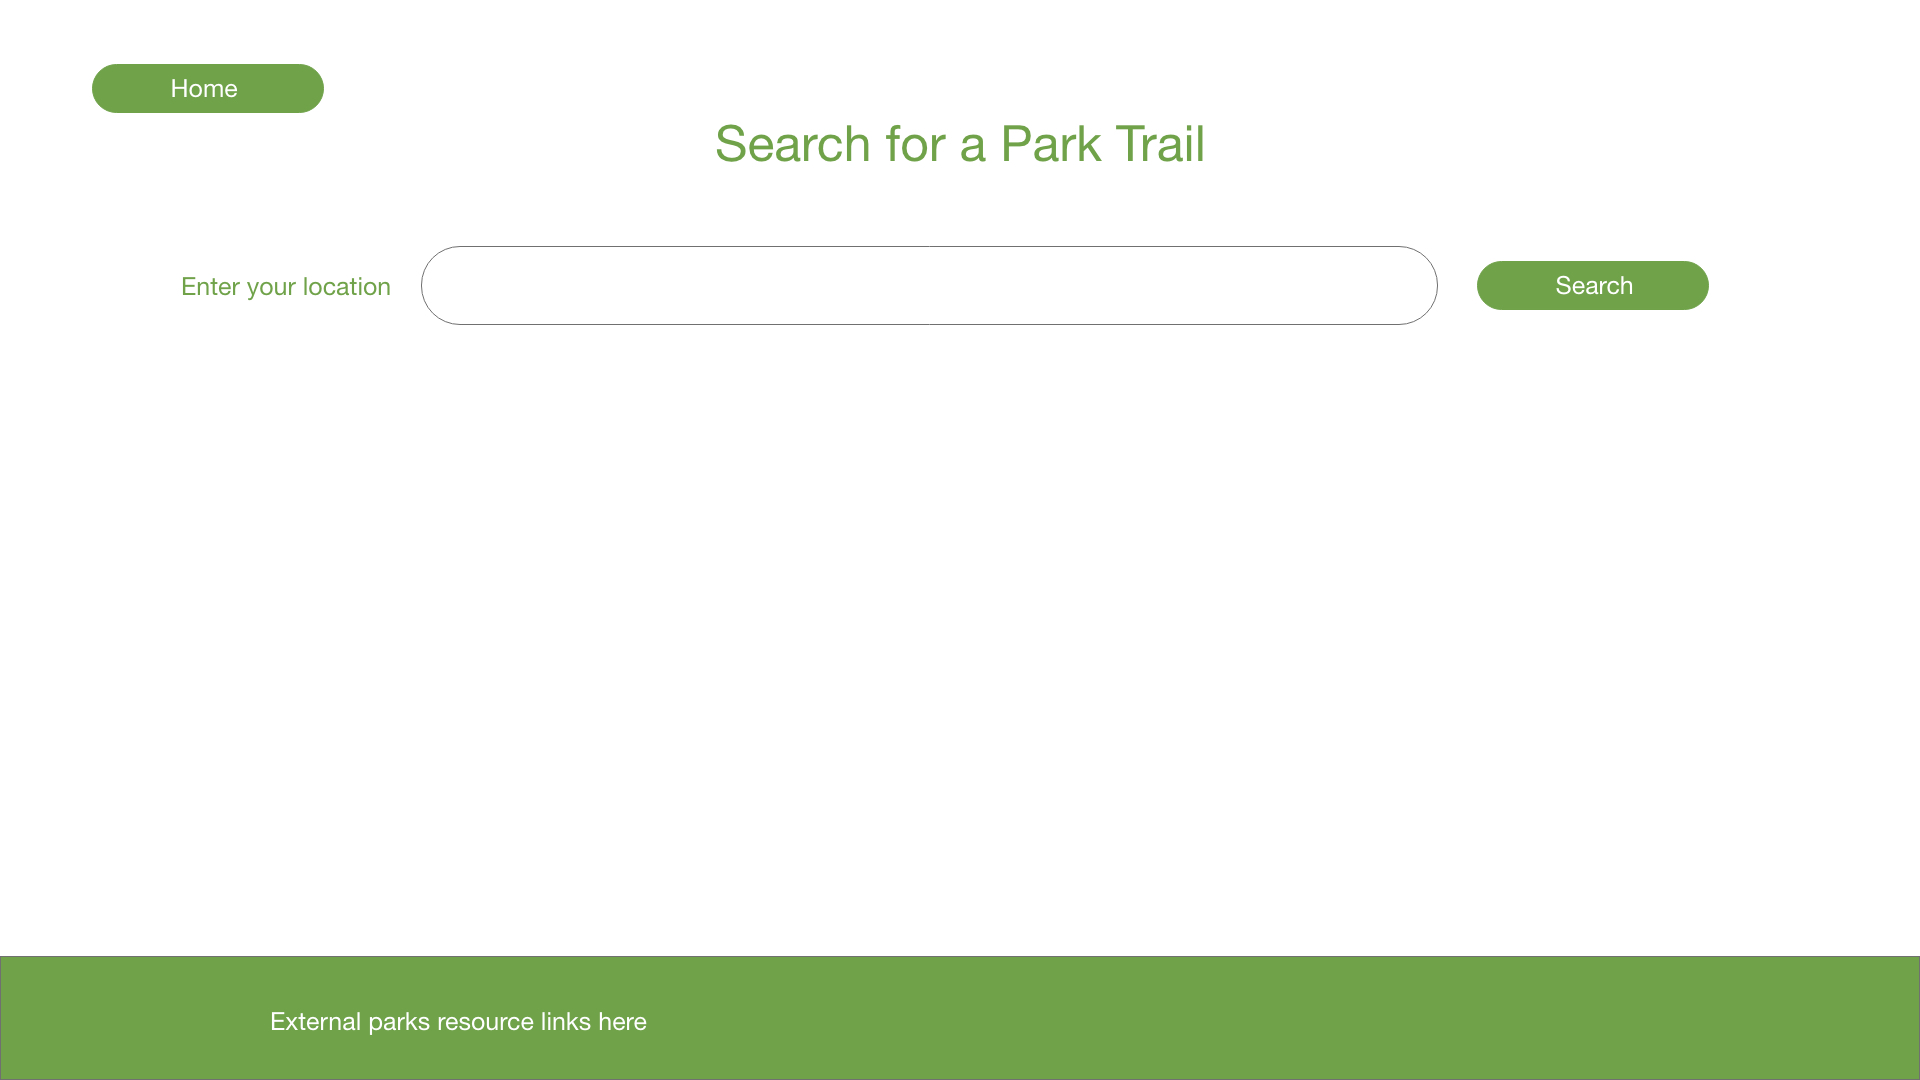 Home
Search for a Park Trail
Enter your location
Search
External parks resource links here